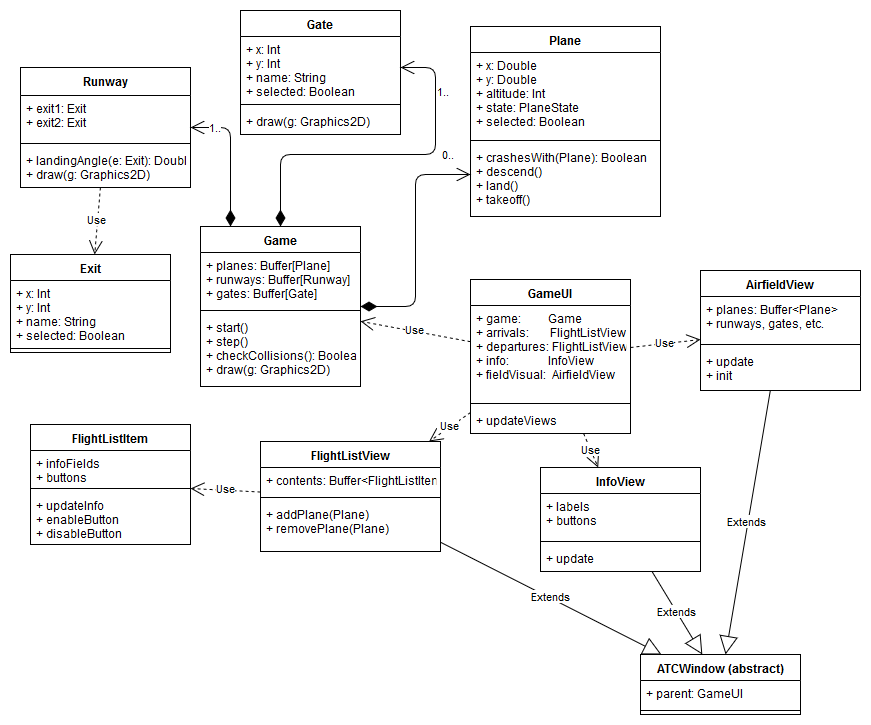 Gate
+ x: Int
+ y: Int
+ name: String
+ selected: Boolean
+ draw(g: Graphics2D)
Plane
+ x: Double
+ y: Double
+ altitude: Int
+ state: PlaneState
+ selected: Boolean
+ crashesWith(Plane): Boolean
+ descend()
+ land()
+ takeoff()
Runway
+ exit1: Exit
+ exit2: Exit
+ landingAngle(e: Exit): Doubl
+ draw(g: Graphics2D)
1..
1..
0..
Use
Exit
+ x: Int
+ y: Int
+ name: String
+ selected: Boolean
Game
+ planes: Buffer[Plane]
+ runways: Buffer[Runway]
+ gates: Buffer[Gate]
+ start()
+ step()
+ checkCollisions(): Boolea
+ draw(g: Graphics2D)
Use
GameUI
+ game: Game
+ arrivals: FlightListView
+ departures: FlightListView
+ info: InfoView
+ fieldVisual: AirfieldView
+ updateViews
Use
AirfieldView
+ planes: Buffer<Plane>
+ runways, gates, etc.
+ update
+ init
FlightListItem
+ infoFields
+ buttons
+ updateInfo
+ enableButton
+ disableButton
Use
FlightListView
+ contents: Buffer<FlightListIten
+ addPlane(Plane)
+ removePlane(Plane)
Use
Use
InfoView
+ labels
+ buttons
+ update
Extends
Extends
Extends
ATCWindow (abstract)
+ parent: GameUI